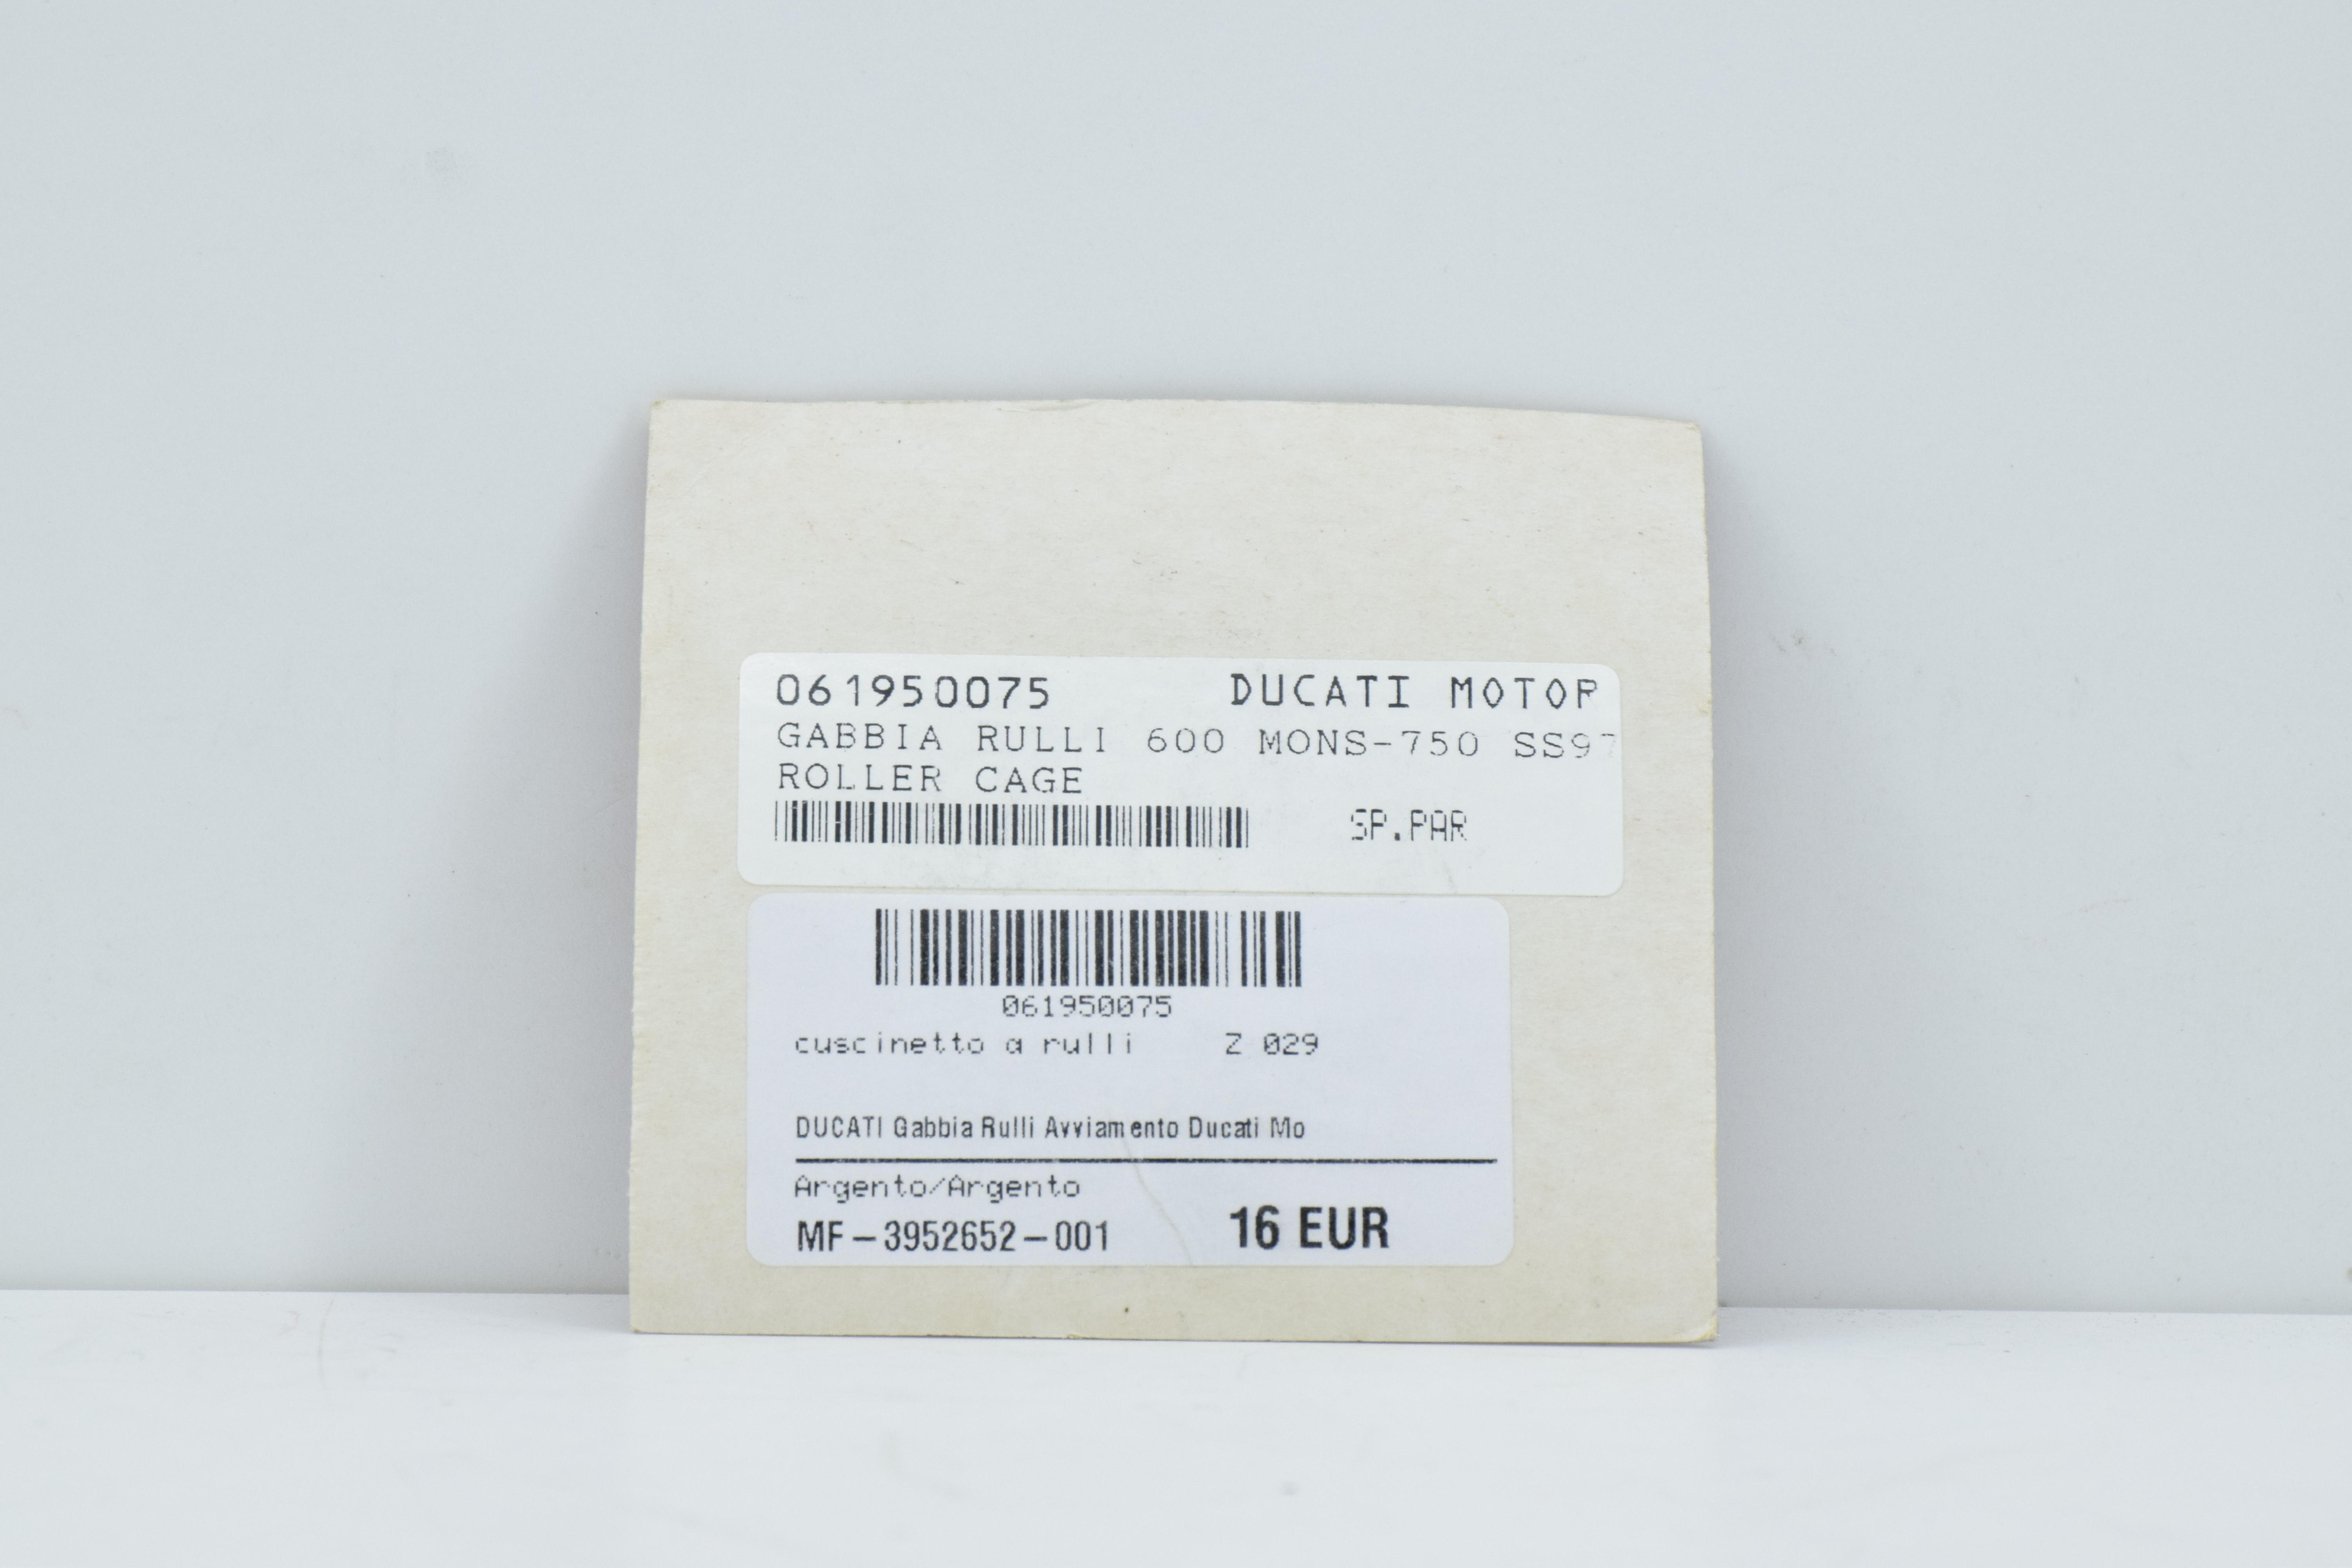 061950075 DUCATI MOTOR
GABBIA RULLI 600 MONS-750 SS97
ROLLER CAGE
SP.PAR
061950075
cuscinetto a rulli Z 029
DUCATI Gabbia Rulli Avviamento Ducati Mo
Argento/Argento
MF-3952652-001 16 EUR